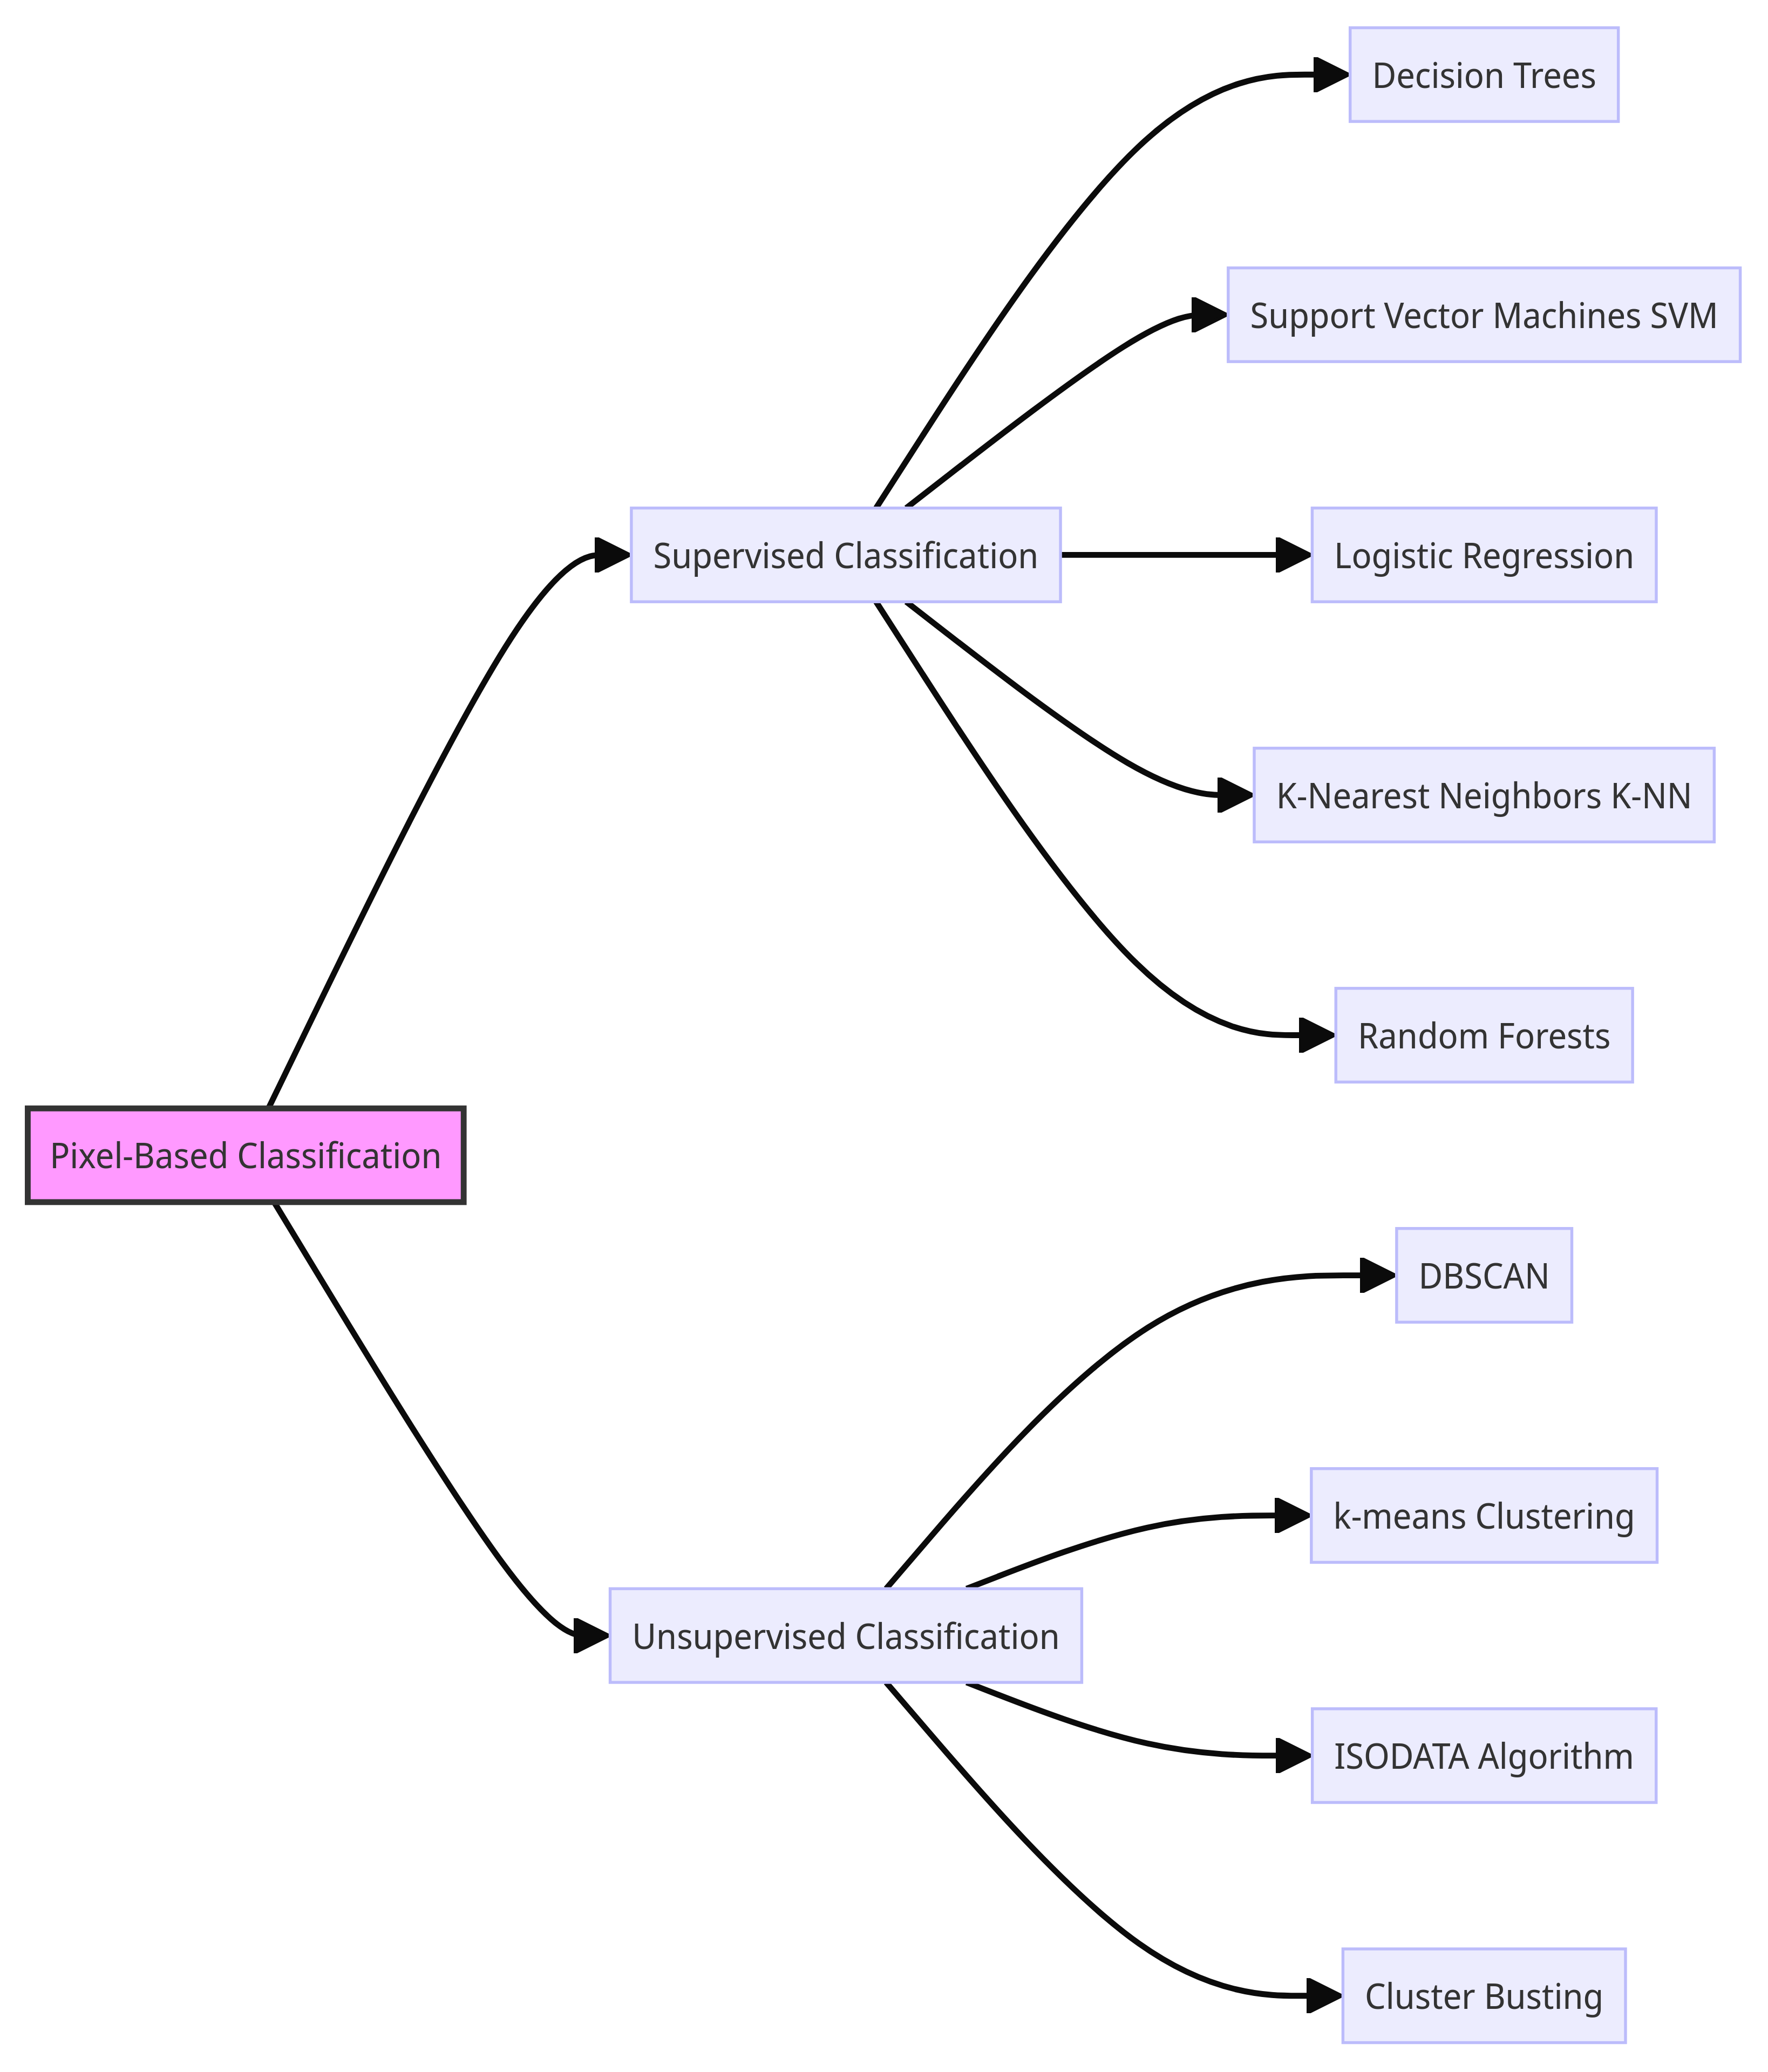 Decision Trees
Support Vector Machines SVM
Supervised Classification
Logistic Regression
K-Nearest Neighbors K-NN
Random Forests
Pixel-Based Classification
DBSCAN
k-means Clustering
Unsupervised Classification
ISODATA Algorithm
Cluster Busting